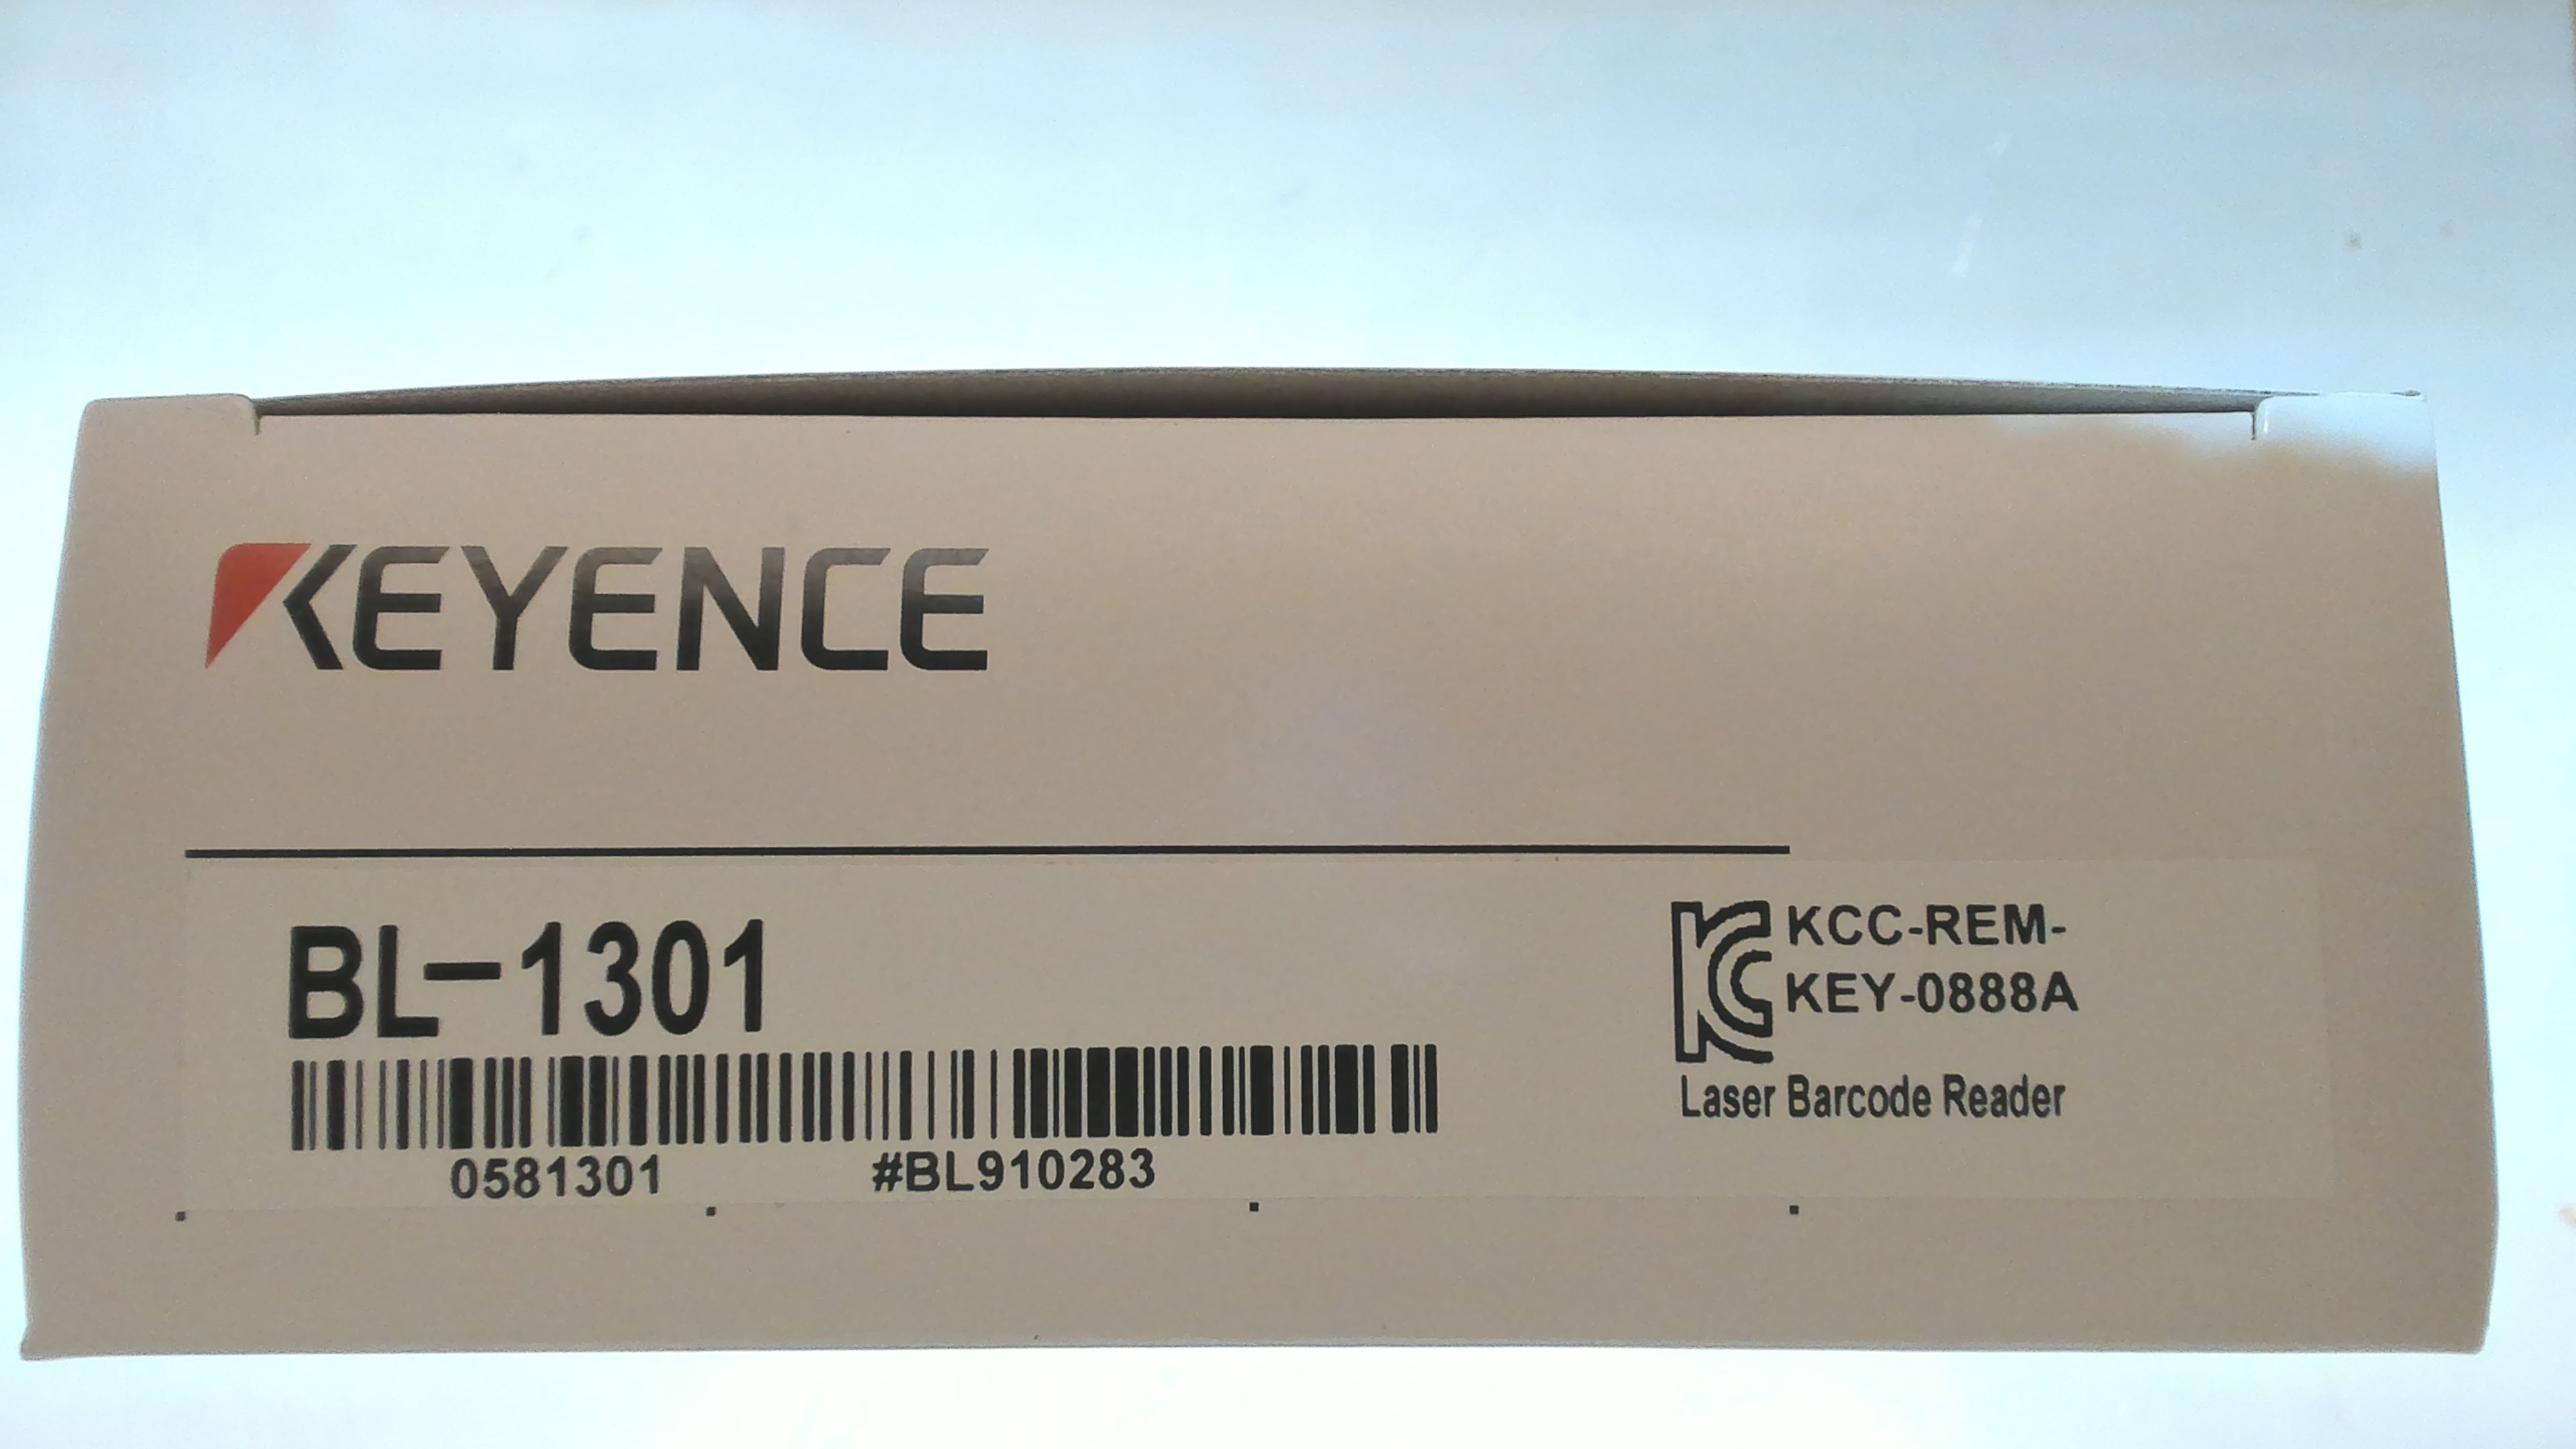 KEYENCE
BL-1301
0581301 #BL910283
KCC-REM-
KEY-0888A
Laser Barcode Reader